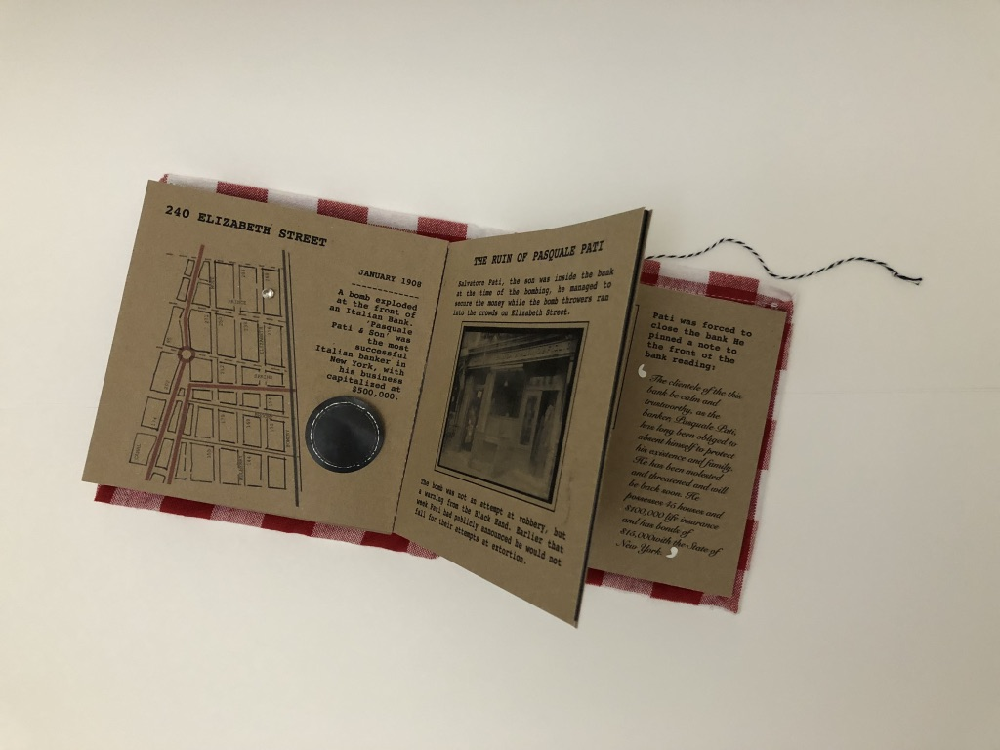 240 ELIZABETH STREET
JANUARY 1908
A bomb exploded
at the front of
an Italian Bank.
'Pasquale
Pati & Son' was
the most
successful
Italian banker in
New York, with
his business
capitalized at
$500,000.
THE RUIN OF PASQUALE PATI
Salvatore Pati, the son was inside the bank
at the time of the bombing, he managed to
secure the money while the bomb throwers ran
into the crowds on Elizabeth Street.
The bomb was not an attempt at robbery, but
a warning from the Black Hand. Earlier that
week Pati had publicly announced he would not
fall for their attempts at extortion.
Pati was forced to
close the bank He
pinned a note to
the front of the
bank reading:
‘
The clientele of the this
bank be calm and
trustworthy, as the
banker, Pasquale Pati,
has long been obliged to
absent himself to protect
his existence and family.
He has been molested
and threatened and will
be back soon. He
possesses 45 houses and
$100,000 life insurance
and has bonds of
$15,000with the State of
New York. ’